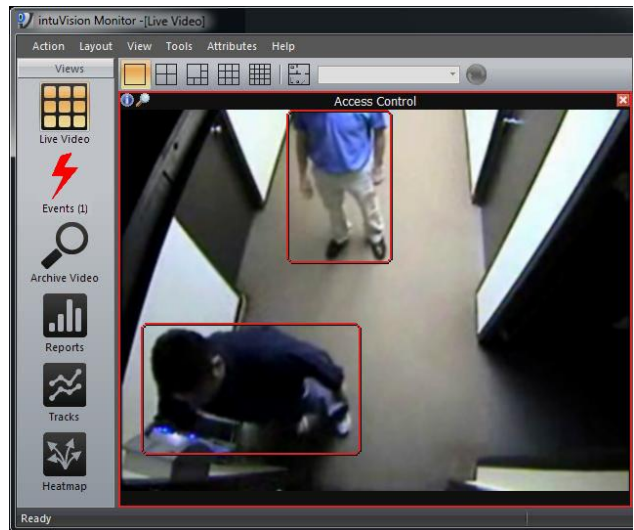 intuVision Monitor -[Live Video]
Action Layout View Tools Attributes Help
Views
Access Control
Live Video
Events (1)
Archive Video
Reports
Tracks
Heatmap
Ready